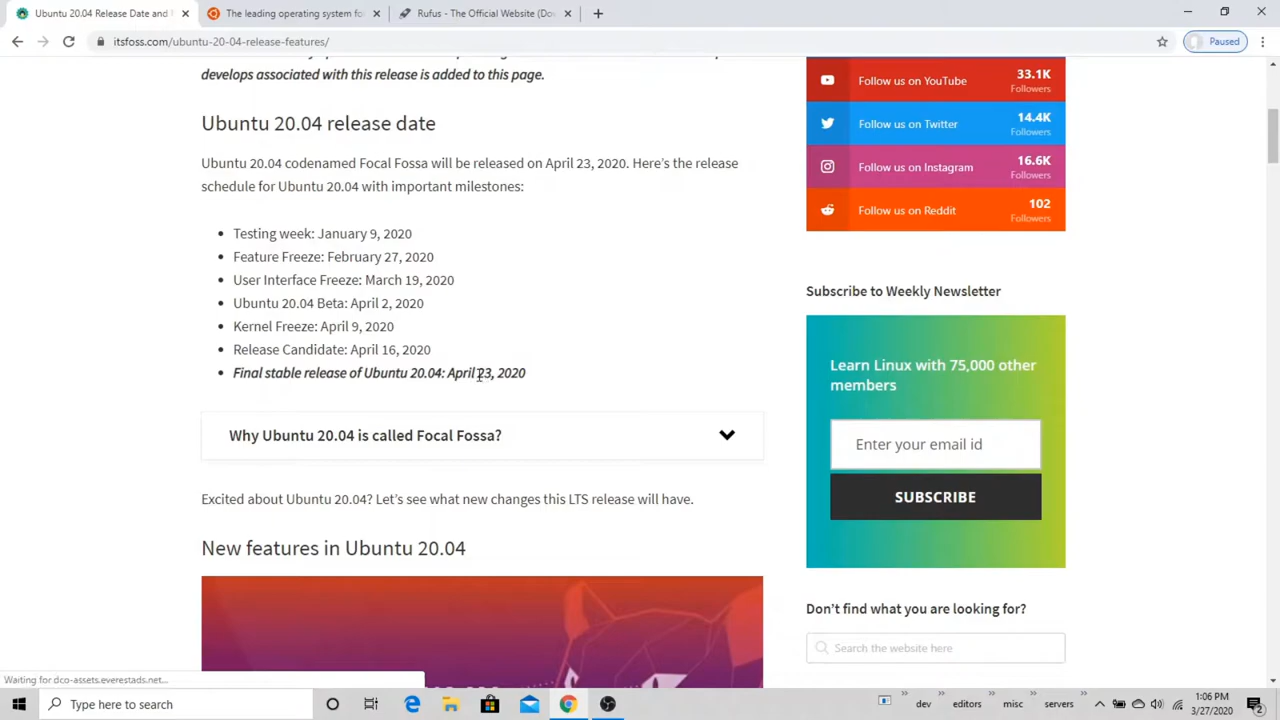 Ubuntu 20.04 Release Date and
The leading operating system fo
Rufus - The Official Website (Do
itsfoss.com/ubuntu-20-04-release-features/
Paused
develops associated with this release is added to this page.
Ubuntu 20.04 release date
Ubuntu 20.04 codenamed Focal Fossa will be released on April 23, 2020. Here's the release
schedule for Ubuntu 20.04 with important milestones:
Testing week: January 9, 2020
Feature Freeze: February 27, 2020
User Interface Freeze: March 19, 2020
Ubuntu 20.04 Beta: April 2, 2020
Kernel Freeze: April 9, 2020
Release Candidate: April 16, 2020
Final stable release of Ubuntu 20.04: April 23, 2020
Why Ubuntu 20.04 is called Focal Fossa?
Excited about Ubuntu 20.04? Let's see what new changes this LTS release will have.
New features in Ubuntu 20.04
Follow us on YouTube
33.1K
Followers
Follow us on Twitter
14.4K
Followers
Follow us on Instagram
16.6K
Followers
Follow us on Reddit
102
Followers
Subscribe to Weekly Newsletter
Learn Linux with 75,000 other
members
Enter your email id
SUBSCRIBE
Don't find what you are looking for?
Search the website here
Waiting for dco-assets.everestads.net...
Type here to search
dev
editors
misc
servers
1:06 PM
3/27/2020
2